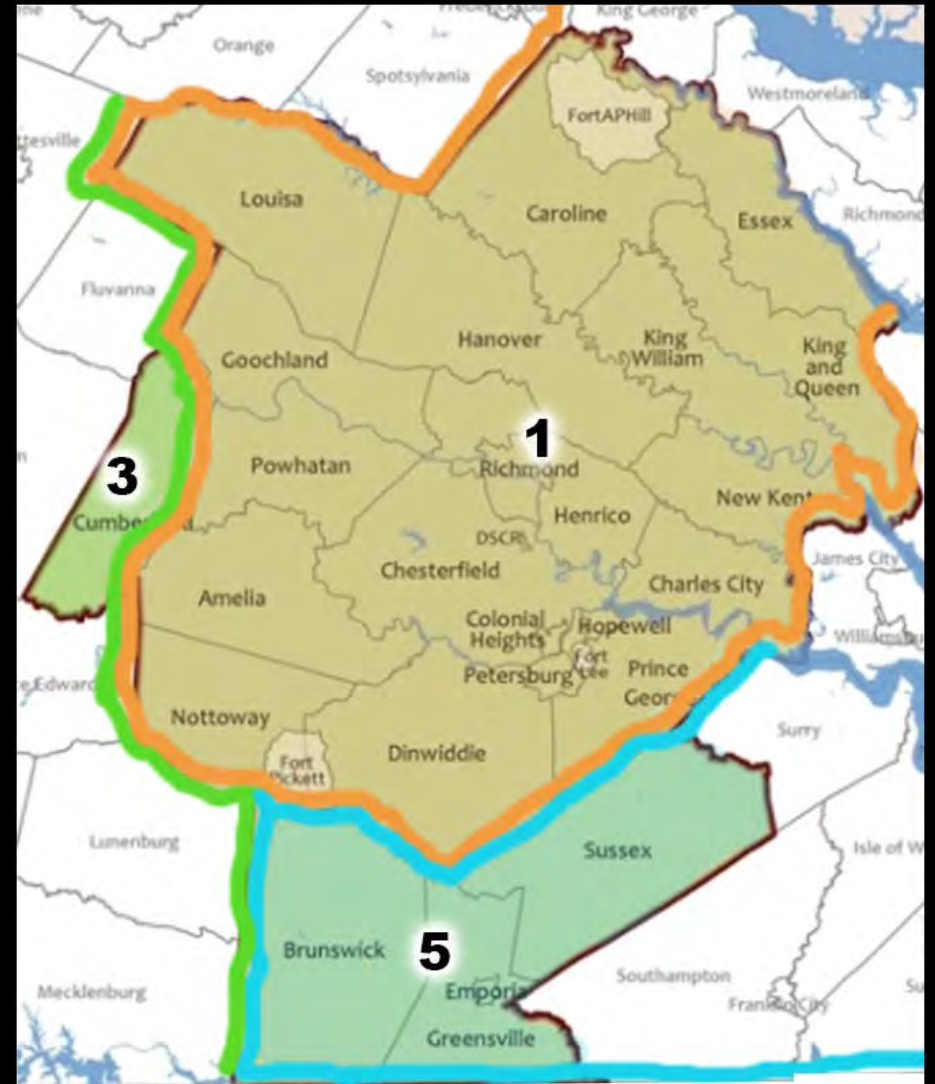 King George
Orange
Spotsylvania
Westmoreland
FortAPHill
Louisa
Caroline
Essex
Richmond
Fluvanna
Hanover
King
William
King
and
Queen
Goochland
1
Powhatan
Richmond
3
New Kent
Henrico
DSCR
James City
Chesterfield
Charles City
Amelia
Colonial
Heights
Hopewell
Fort
Lee
Petersburg
Prince
Nottoway
Surry
Dinwiddie
Fort
Pickett
Lunenburg
Sussex
Isle of W
Brunswick
5
Southampton
Mecklenburg
Emporia
Franklin City
Greensville